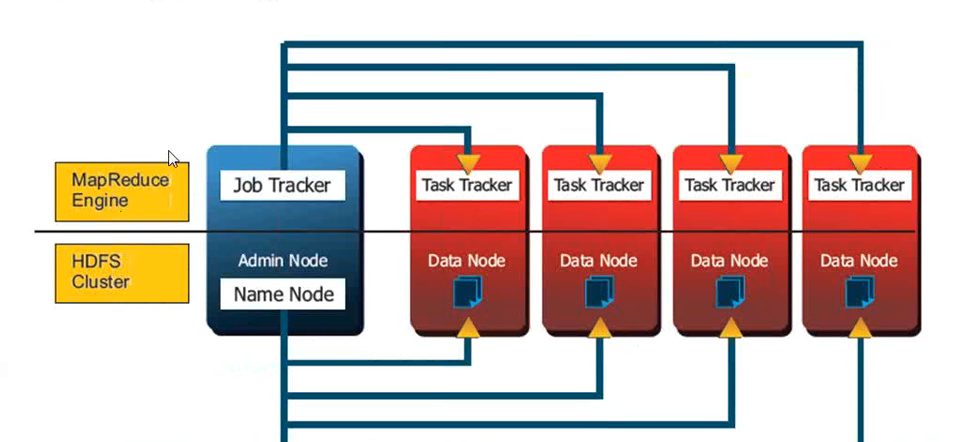 MapReduce
Engine
Job Tracker
Task Tracker
Task Tracker
Task Tracker
Task Tracker
HDFS
Cluster
Admin Node
Name Node
Data Node
Data Node
Data Node
Data Node